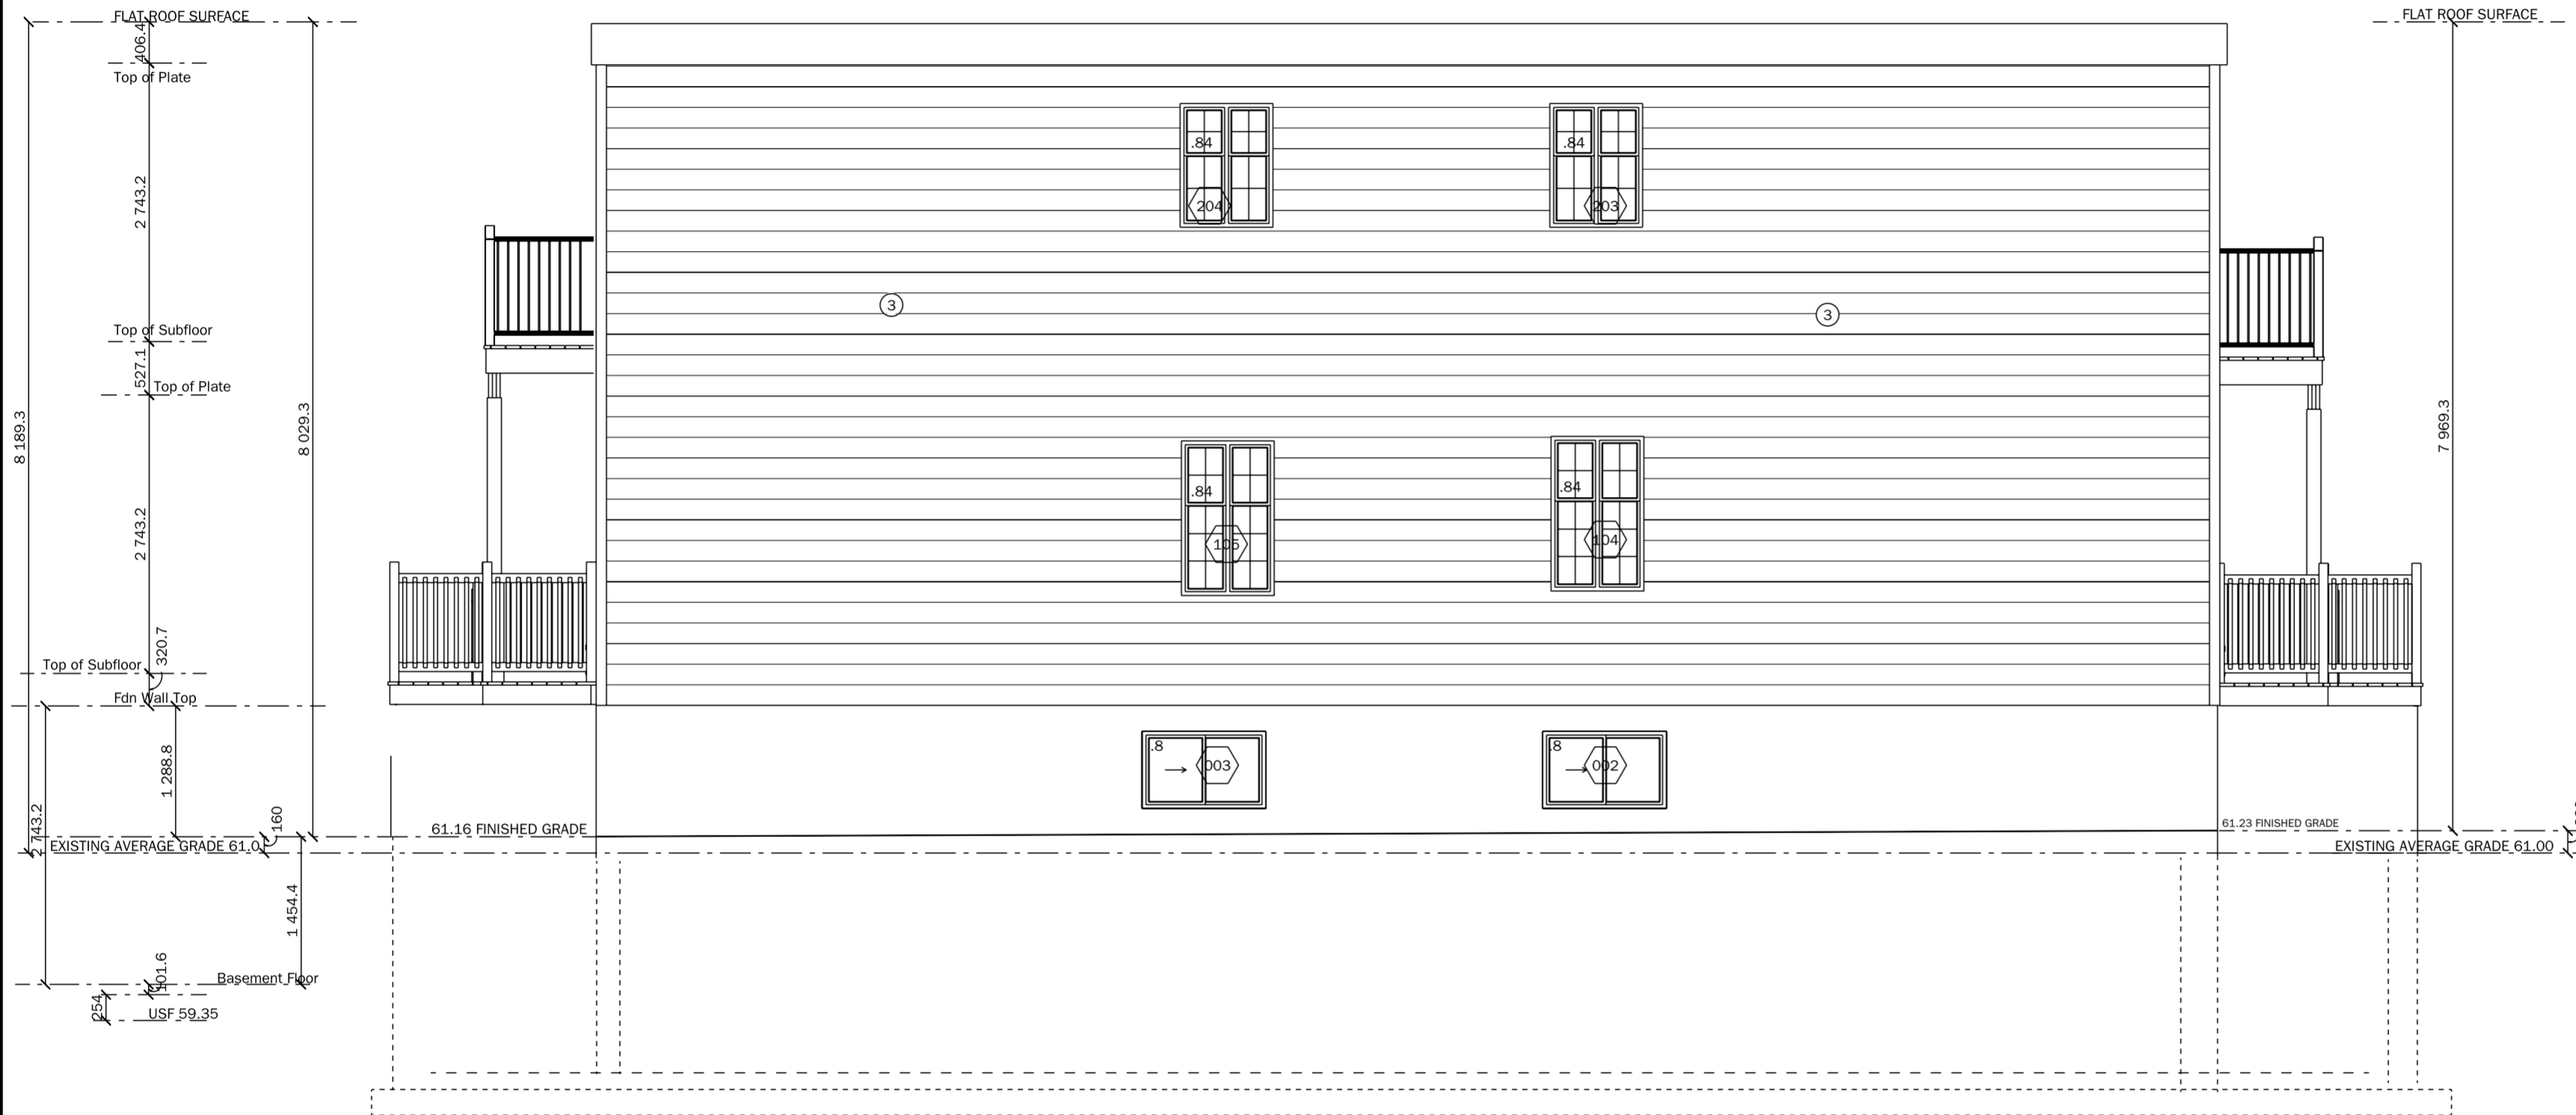 FLAT ROOF SURFACE
FLAT ROOF SURFACE
406.4
Top of Plate
.84
.84
2 743.2
204
203
3
3
Top of Subfloor
527.1
Top of Plate
8 189.3
8 029.3
7 969.3
.84
.84
2 743.2
105
104
320.7
Top of Subfloor
Fdn Wall Top
.8
.8
003
002
1 288.8
160
2 743.2
61.16 FINISHED GRADE
61.23 FINISHED GRADE
EXISTING AVERAGE GRADE 61.0
EXISTING AVERAGE GRADE 61.00
1 454.4
101.6
Basement Floor
254
USF 59.35